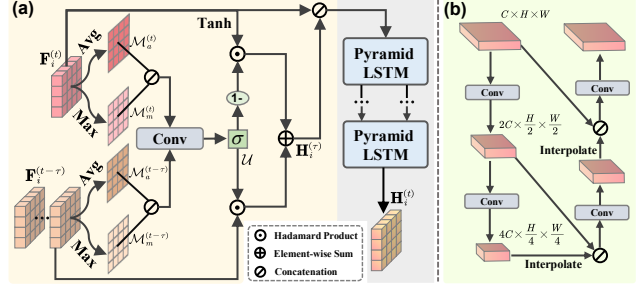 (a)
Tanh
F_i^{(t)}
Avg
M_a^{(t)}
Max
M_m^{(t)}
1-
Conv
σ
U
H_i^{(τ)}
F_i^{(t-τ)}
Avg
M_a^{(t-τ)}
...
Max
M_m^{(t-τ)}
Hadamard Product
Element-wise Sum
Concatenation
Pyramid
LSTM
... ...
Pyramid
LSTM
H_i^{(t)}
(b)
C × H × W
Conv
Conv
2C × H/2 × W/2
Interpolate
Conv
Conv
4C × H/4 × W/4
Interpolate